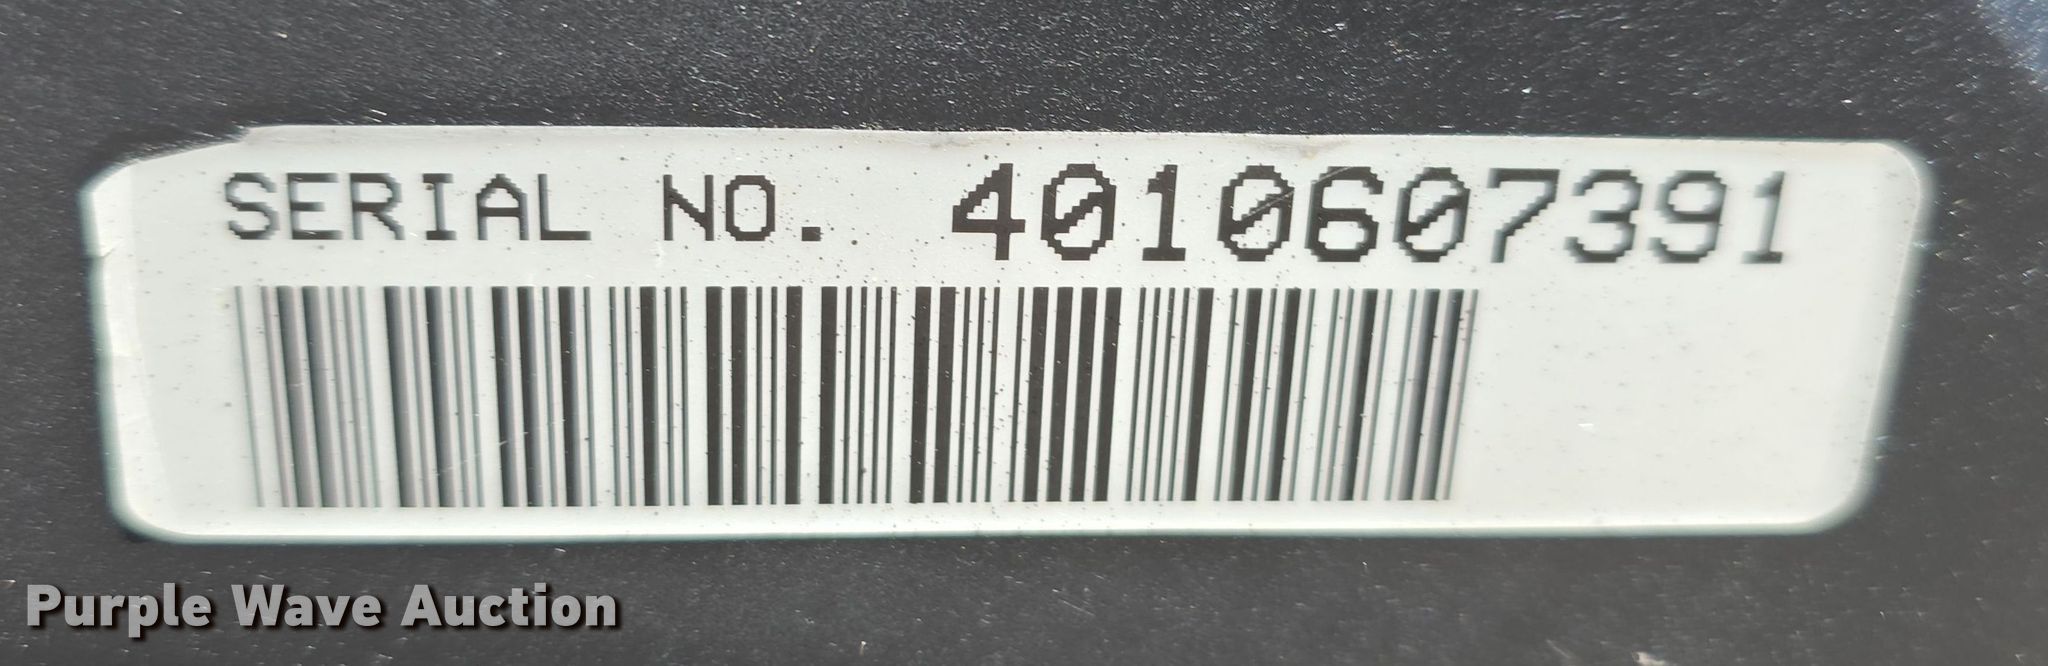 SERIAL NO. 4010607391
Purple Wave Auction